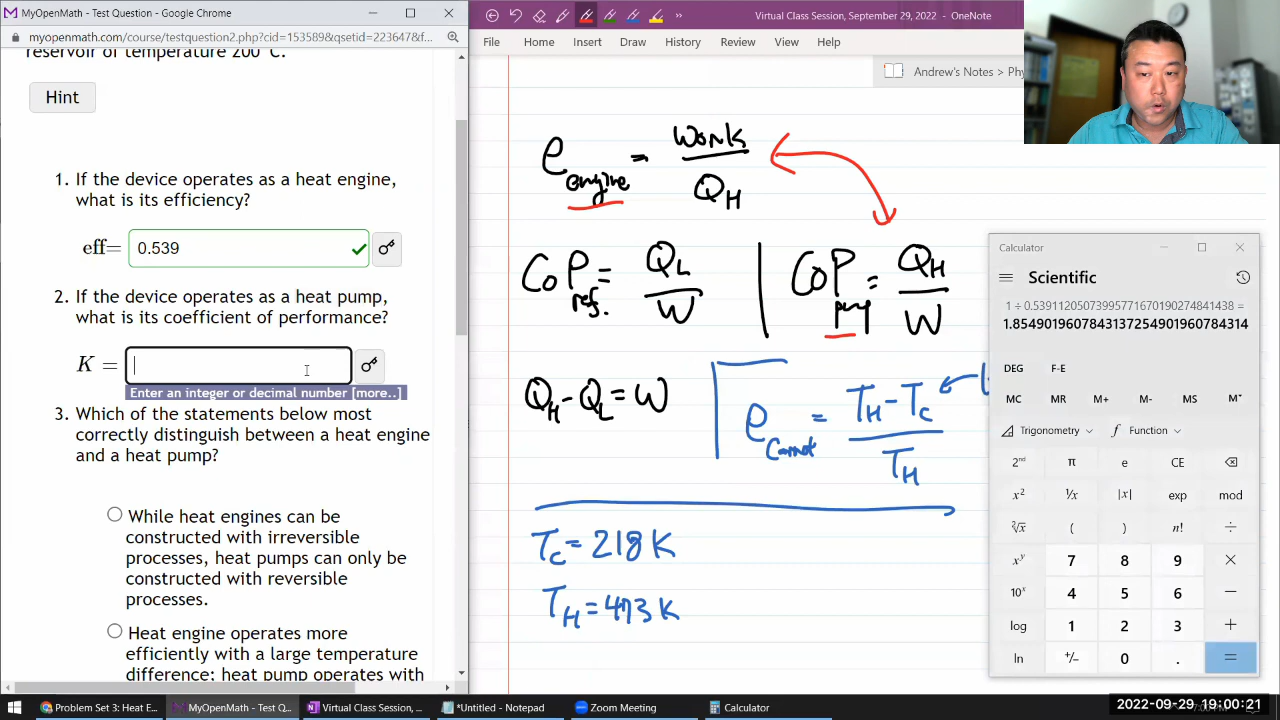 MyOpenMath - Test Question - Google Chrome
myopenmath.com/course/testquestion2.php?cid=153589&qsetid=223647&f...
reservoir of temperature 200°C.
Hint
1. If the device operates as a heat engine,
what is its efficiency?
eff=
0.539
2. If the device operates as a heat pump,
what is its coefficient of performance?
K =
Enter an integer or decimal number [more..]
3. Which of the statements below most
correctly distinguish between a heat engine
and a heat pump?
While heat engines can be
constructed with irreversible
processes, heat pumps can only be
constructed with reversible
processes.
Heat engine operates more
efficiently with a large temperature
difference; heat pump operates with
Virtual Class Session, September 29, 2022 - OneNote
File Home Insert Draw History Review View Help
Andrew's Notes > Phy
e engine = Work / QH
CoP ref. = QL / W
CoP pump = QH / W
QH - QL = W
e Carnot = TH - TC / TH
TC = 218 K
TH = 473 K
Calculator
Scientific
1 ÷ 0.5391120507399577167019027484​1438 =
1.8549019607843137254901960784314
DEG F-E
MC MR M+ M- MS M˅
Trigonometry Function
2ⁿᵈ π e CE
x² ¹/x |x| exp mod
²√x ( ) n! ÷
xʸ 7 8 9 ×
10ˣ 4 5 6 −
log 1 2 3 +
ln +/− 0 . =
Problem Set 3: Heat E...
MyOpenMath - Test Q...
Virtual Class Session, ...
*Untitled - Notepad
Zoom Meeting
Calculator
2022-09-29 19:00:21